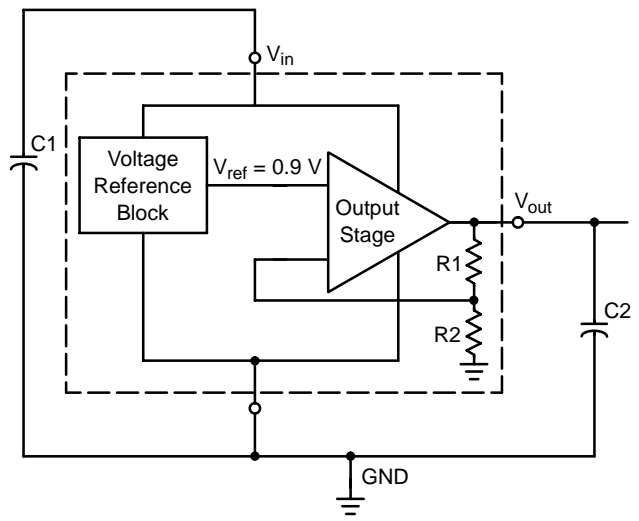 V_in
C1
Voltage
Reference
Block
V_ref = 0.9 V
Output
Stage
V_out
R1
R2
C2
GND